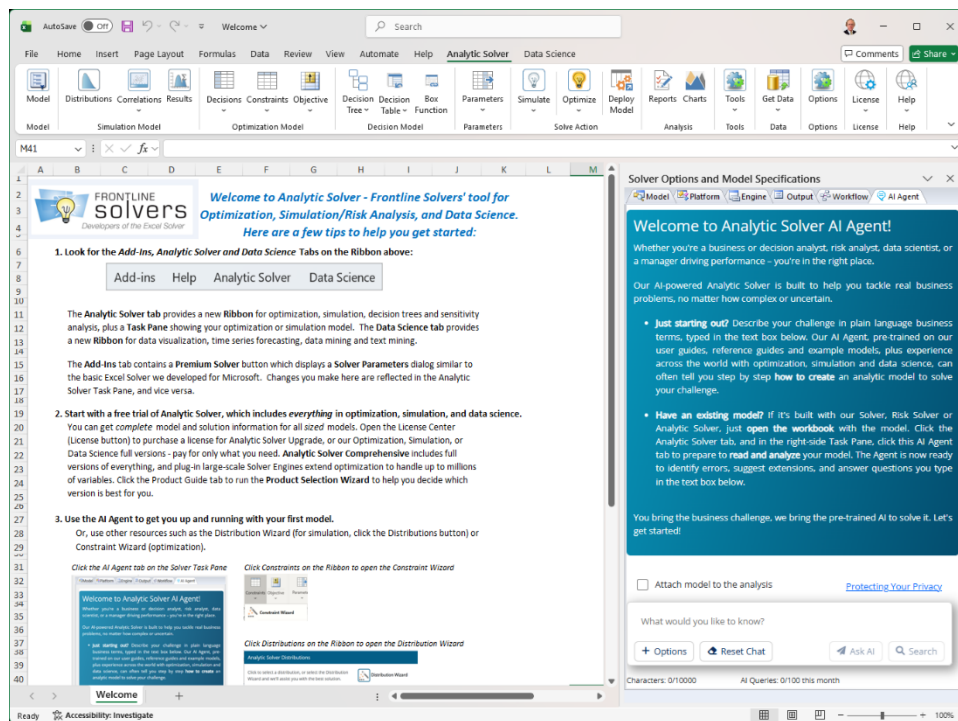 AutoSave Off Welcome Search
File Home Insert Page Layout Formulas Data Review View Automate Help Analytic Solver Data Science Comments Share
Model Distributions Correlations Results Decisions Constraints Objective Decision Tree Decision Table Box Function Parameters Simulate Optimize Deploy Model Reports Charts Tools Get Data Options License Help
Model Simulation Model Optimization Model Decision Model Parameters Solve Action Analysis Tools Data Options License Help
M41 fx
A B C D E F G H I J K L M
FRONTLINE
solvers
Developers of the Excel Solver
Welcome to Analytic Solver - Frontline Solvers' tool for
Optimization, Simulation/Risk Analysis, and Data Science.
Here are a few tips to help you get started:
1. Look for the Add-Ins, Analytic Solver and Data Science Tabs on the Ribbon above:
Add-ins Help Analytic Solver Data Science
The Analytic Solver tab provides a new Ribbon for optimization, simulation, decision trees and sensitivity
analysis, plus a Task Pane showing your optimization or simulation model. The Data Science tab provides
a new Ribbon for data visualization, time series forecasting, data mining and text mining.
The Add-Ins tab contains a Premium Solver button which displays a Solver Parameters dialog similar to
the basic Excel Solver we developed for Microsoft. Changes you make here are reflected in the Analytic
Solver Task Pane, and vice versa.
2. Start with a free trial of Analytic Solver, which includes everything in optimization, simulation, and data science.
You can get complete model and solution information for all sized models. Open the License Center
(License button) to purchase a license for Analytic Solver Upgrade, or our Optimization, Simulation, or
Data Science full versions - pay for only what you need. Analytic Solver Comprehensive includes full
versions of everything, and plug-in large-scale Solver Engines extend optimization to handle up to millions
of variables. Click the Product Guide tab to run the Product Selection Wizard to help you decide which
version is best for you.
3. Use the AI Agent to get you up and running with your first model.
Or, use other resources such as the Distribution Wizard (for simulation, click the Distributions button) or
Constraint Wizard (optimization).
Click the AI Agent tab on the Solver Task Pane
Click Constraints on the Ribbon to open the Constraint Wizard
Welcome to Analytic Solver AI Agent!
Constraint Wizard
Click Distributions on the Ribbon to open the Distribution Wizard
Analytic Solver Distributions
Distribution Wizard
Solver Options and Model Specifications
Model Platform Engine Output Workflow AI Agent
Welcome to Analytic Solver AI Agent!
Whether you're a business or decision analyst, risk analyst, data scientist, or
a manager driving performance – you're in the right place.
Our AI-powered Analytic Solver is built to help you tackle real business
problems, no matter how complex or uncertain.
• Just starting out? Describe your challenge in plain language business
terms, typed in the text box below. Our AI Agent, pre-trained on our
user guides, reference guides and example models, plus experience
across the world with optimization, simulation and data science, can
often tell you step by step how to create an analytic model to solve
your challenge.
• Have an existing model? If it's built with our Solver, Risk Solver or
Analytic Solver, just open the workbook with the model. Click the
Analytic Solver tab, and in the right-side Task Pane, click this AI Agent
tab to prepare to read and analyze your model. The Agent is now ready
to identify errors, suggest extensions, and answer questions you type
in the text box below.
You bring the business challenge, we bring the pre-trained AI to solve it. Let's
get started!
Attach model to the analysis Protecting Your Privacy
What would you like to know?
+ Options Reset Chat Ask AI Search
Characters: 0/10000 AI Queries: 0/100 this month
Welcome +
Ready Accessibility: Investigate 100%